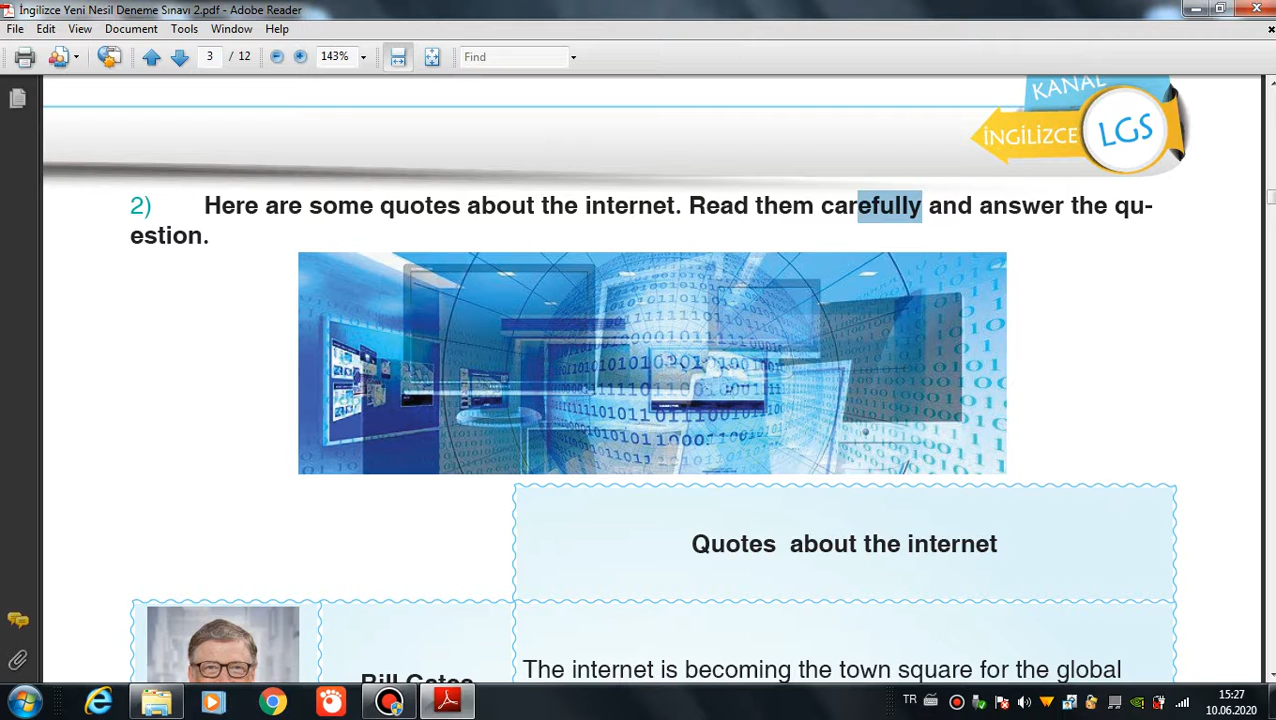 İngilizce Yeni Nesil Deneme Sınavı 2.pdf - Adobe Reader
File Edit View Document Tools Window Help
3 / 12 143% Find
KANAL
İNGİLİZCE LGS
2) Here are some quotes about the internet. Read them carefully and answer the qu-
estion.
Quotes about the internet
Bill Gates
The internet is becoming the town square for the global
TR 15:27
10.06.2020